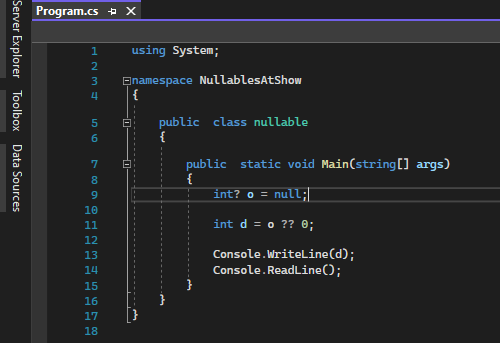 Program.cs
Server Explorer
Toolbox
Data Sources
1 using System;
2
3 namespace NullablesAtShow
4 {
5 public  class nullable
6 {
7 public  static void Main(string[] args)
8 {
9 int? o = null;
10
11 int d = o ?? 0;
12
13 Console.WriteLine(d);
14 Console.ReadLine();
15 }
16 }
17 }
18